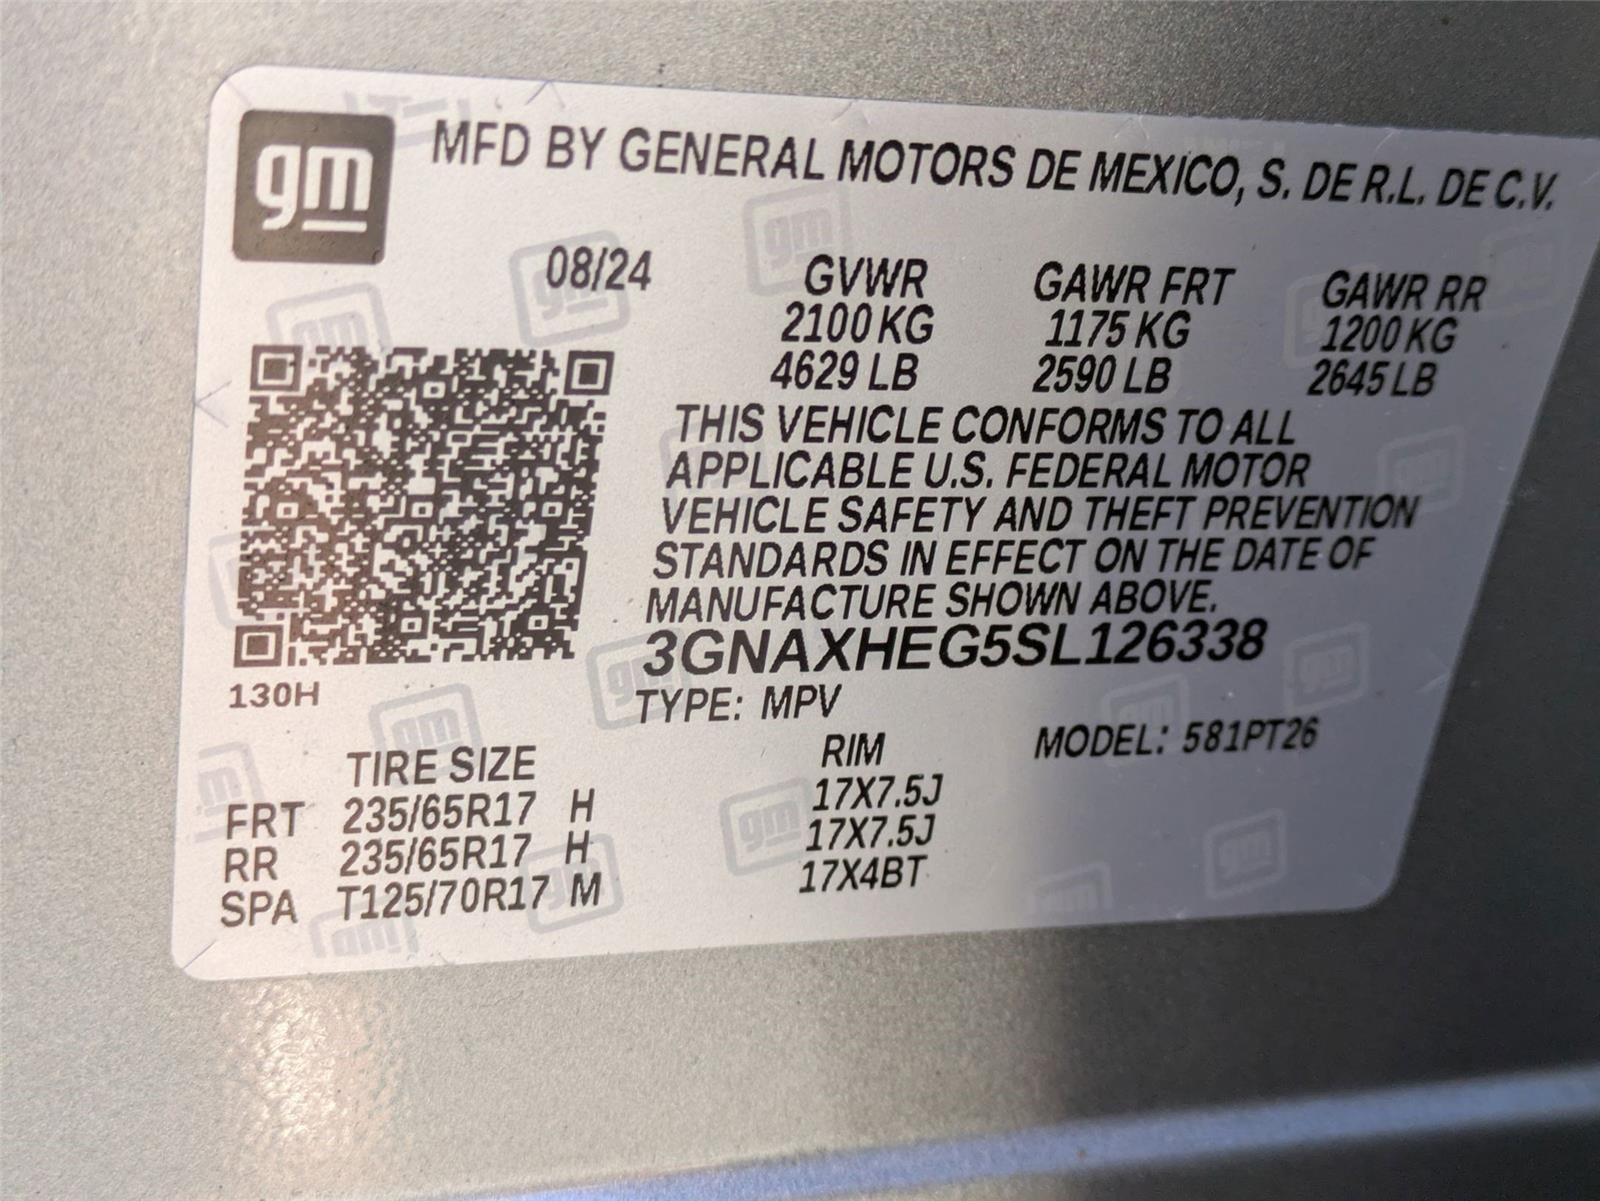 gm
MFD BY GENERAL MOTORS DE MEXICO, S. DE R.L. DE C.V.
08/24 GVWR GAWR FRT GAWR RR
2100 KG 1175 KG 1200 KG
4629 LB 2590 LB 2645 LB
THIS VEHICLE CONFORMS TO ALL
APPLICABLE U.S. FEDERAL MOTOR
VEHICLE SAFETY AND THEFT PREVENTION
STANDARDS IN EFFECT ON THE DATE OF
MANUFACTURE SHOWN ABOVE.
3GNAXHEG5SL126338
130H
TYPE: MPV MODEL: 581PT26
TIRE SIZE RIM
FRT 235/65R17 H 17X7.5J
RR 235/65R17 H 17X7.5J
SPA T125/70R17 M 17X4BT